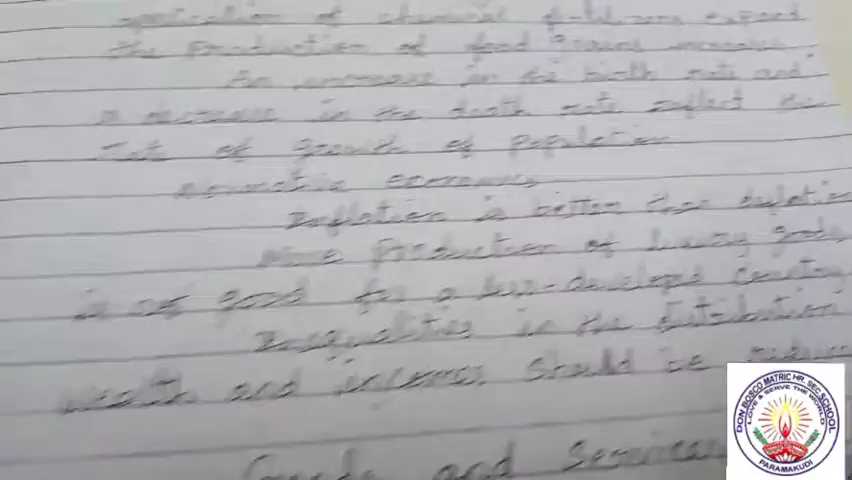 application of chemical fertilizers expand
the Production of food grains increase.
An increase in the birth rate and
a decrease in the death rate reflect the
rate of growth of population
Normative economics
Inflation is better than deflation
More Production of luxury goods
is not good for a less-developed Country
Inequalities in the distribution
wealth and incomes should be
Goods and Services
DON BOSCO MATRIC HR. SEC SCHOOL
LOVE & SERVE THE WORLD
PARAMAKUDI